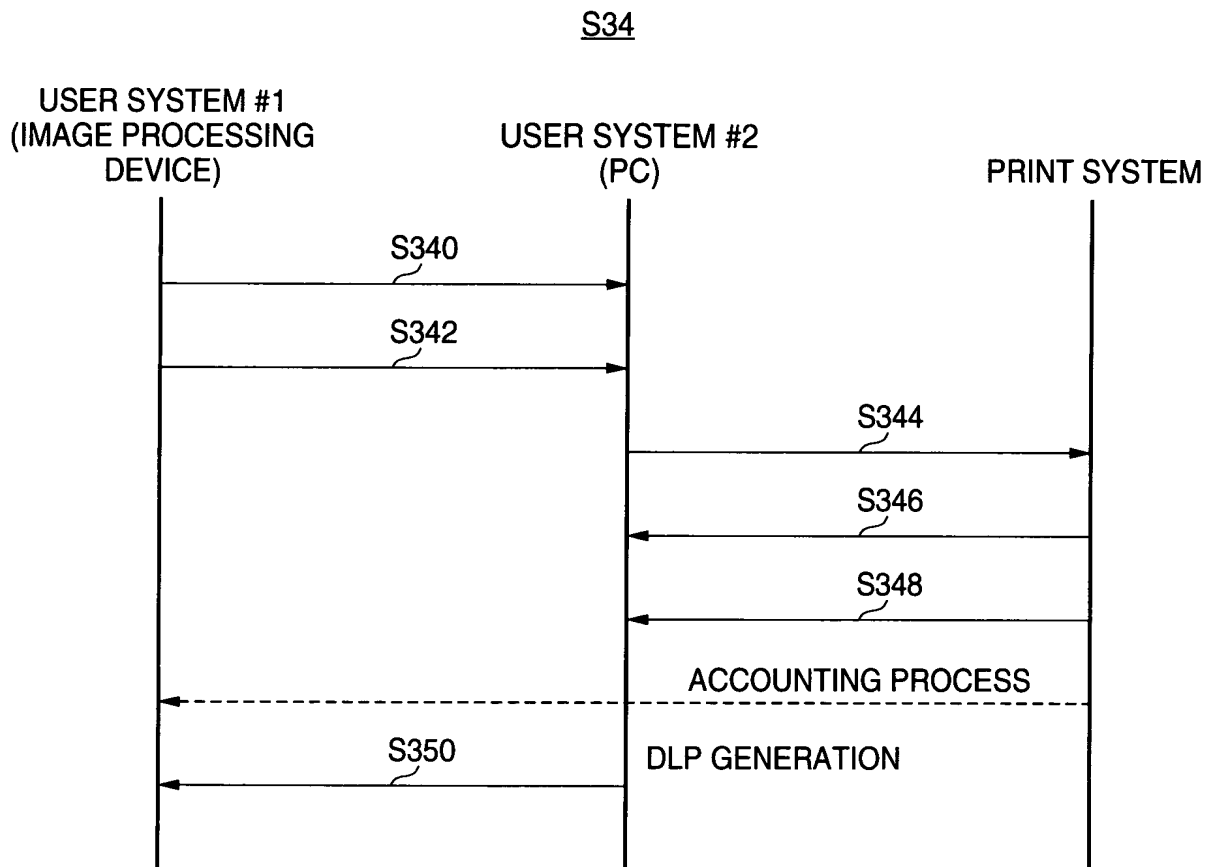 S34
USER SYSTEM #1
(IMAGE PROCESSING
DEVICE)
USER SYSTEM #2
(PC)
PRINT SYSTEM
S340
S342
S344
S346
S348
ACCOUNTING PROCESS
S350
DLP GENERATION